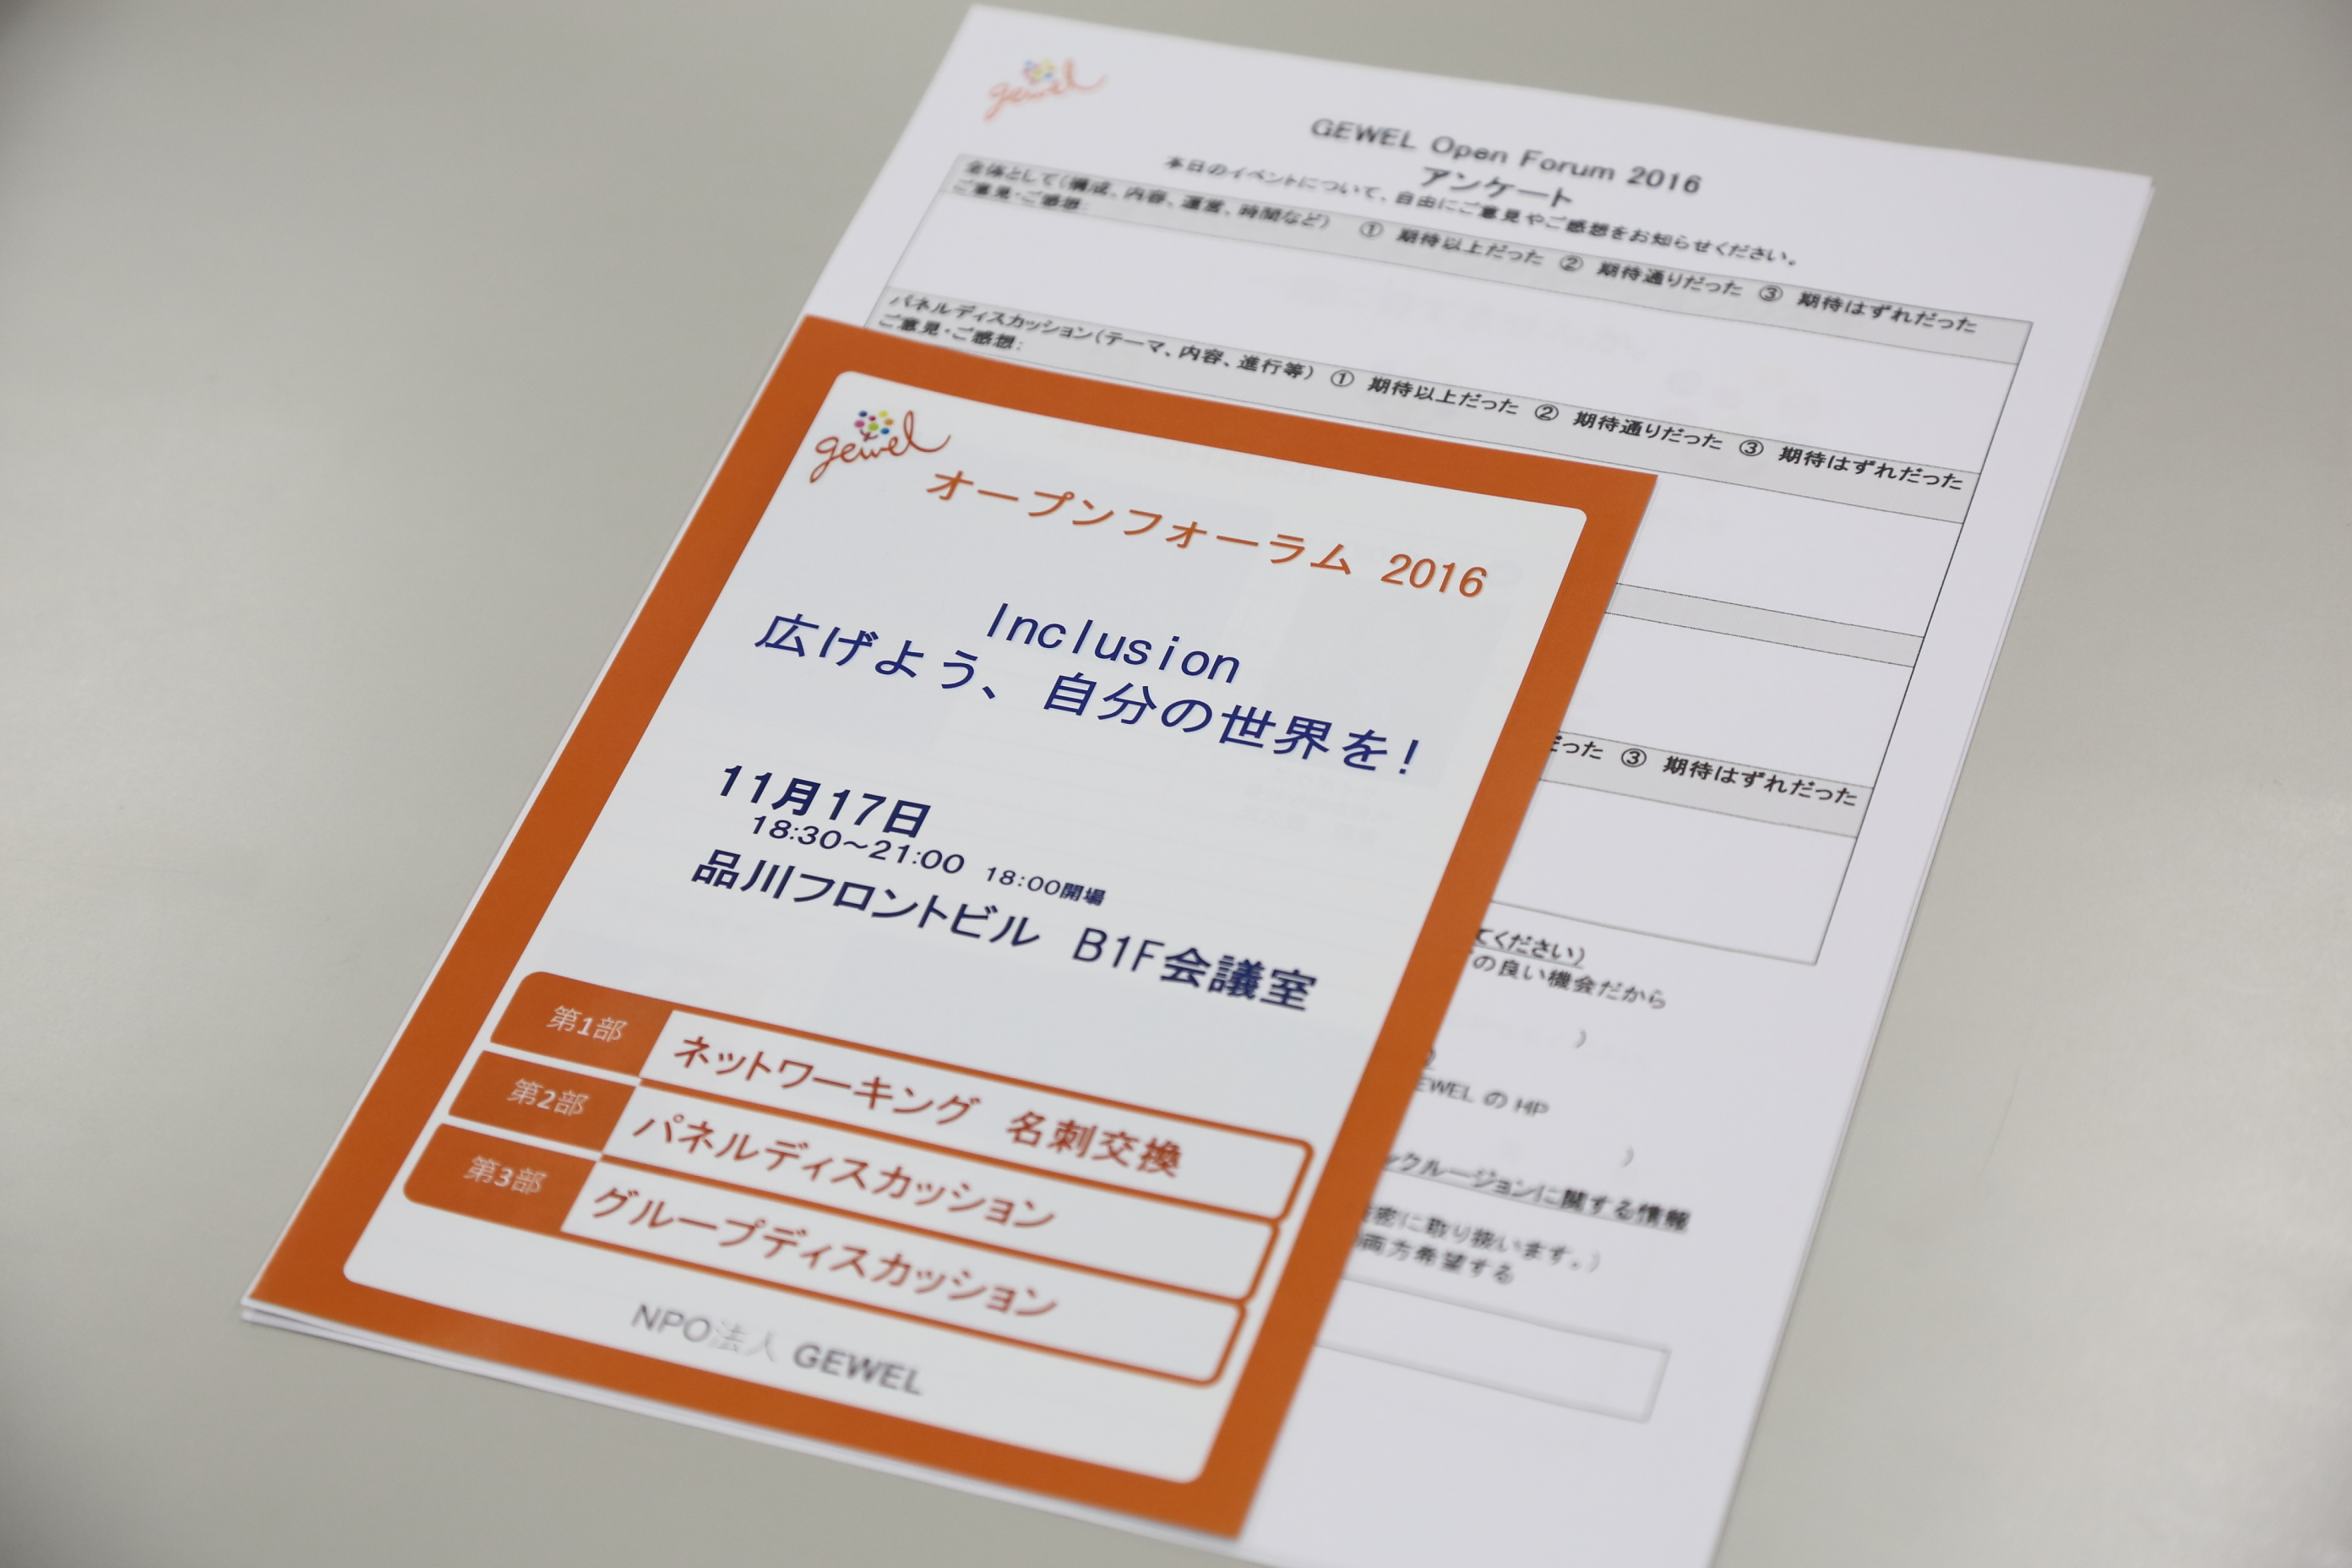 gewel
GEWEL Open Forum 2016
アンケート
本日のイベントについて、自由にご意見やご感想をお知らせください。
全体として（構成、内容、運営、時間など） ① 期待以上だった ② 期待通りだった ③ 期待はずれだった
ご意見・ご感想：
パネルディスカッション（テーマ、内容、進行等） ① 期待以上だった ② 期待通りだった ③ 期待はずれだった
ご意見・ご感想：
だった ③ 期待はずれだった
てください）
の良い機会だから
）
）
EWEL の HP
）
ックルージョンに関する情報
密に取り扱います。）
両方希望する
gewel
オープンフォーラム 2016
Inclusion
広げよう、自分の世界を！
11月17日
18:30～21:00 18:00開場
品川フロントビル B1F会議室
第1部 ネットワーキング 名刺交換
第2部 パネルディスカッション
第3部 グループディスカッション
NPO法人 GEWEL